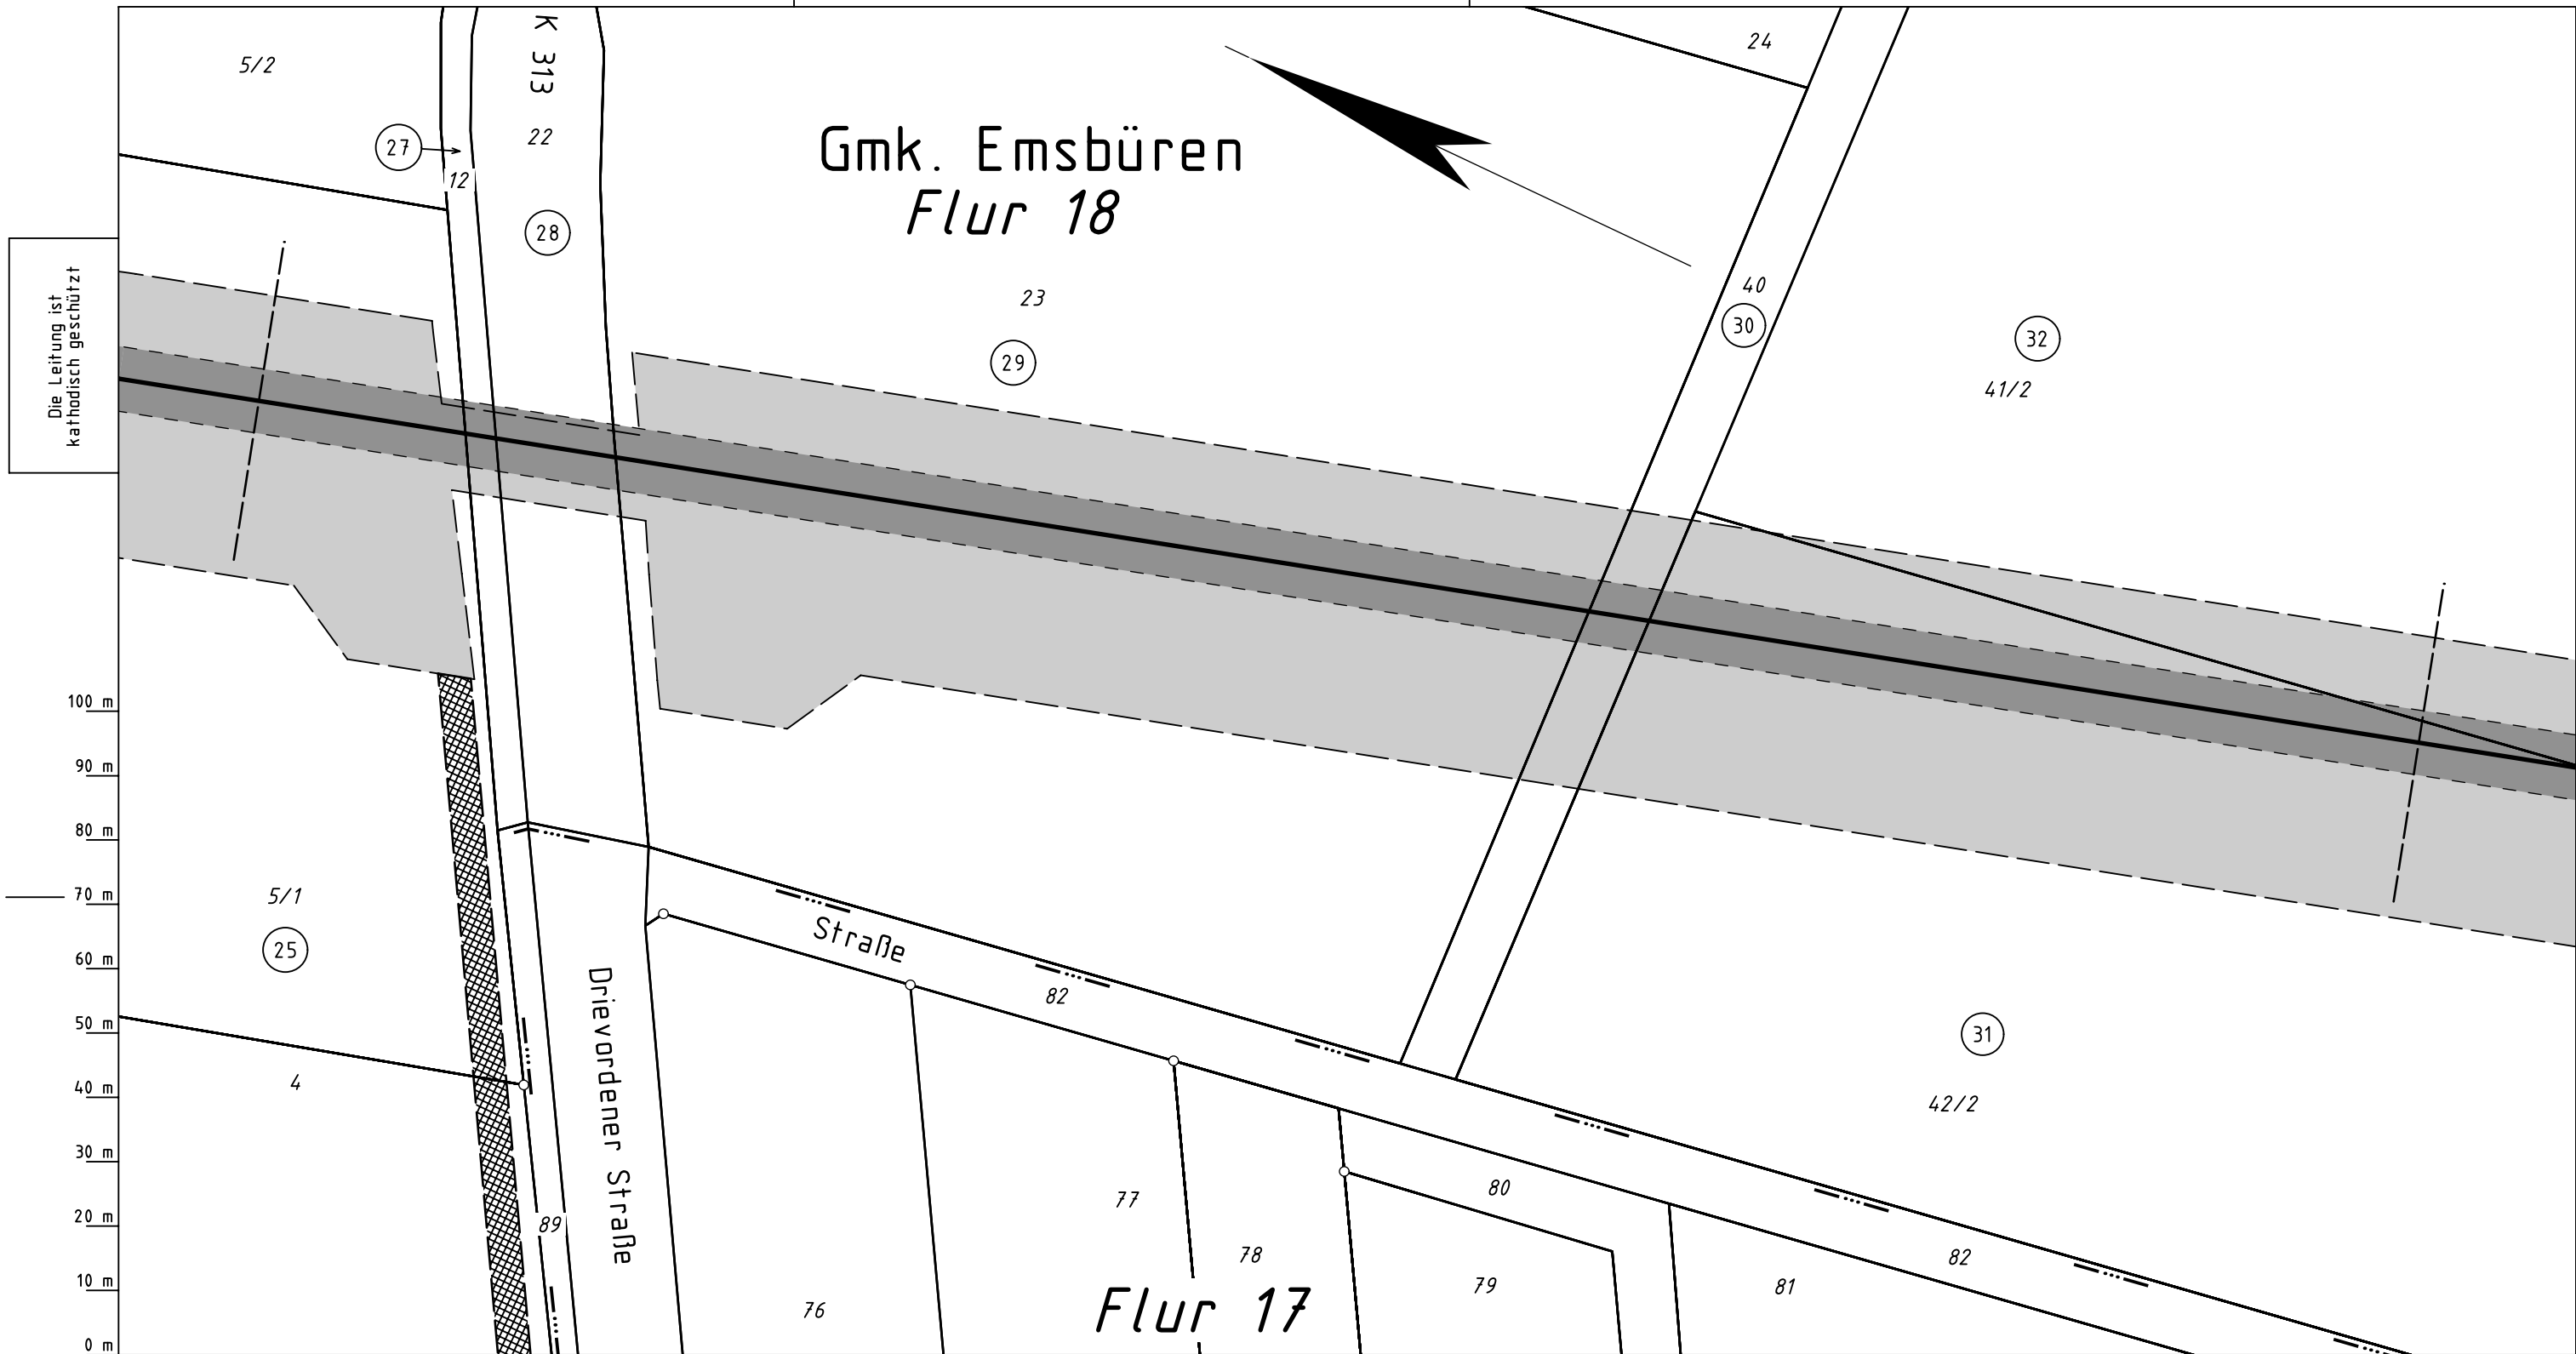 K 313
24
5/2
22
27
12
28
Gmk. Emsbüren
Flur 18
23
29
40
30
32
41/2
Die Leitung ist
kathodisch geschützt
100 m
90 m
80 m
70 m
60 m
50 m
40 m
30 m
20 m
10 m
0 m
5/1
25
4
Straße
82
Drievordener Straße
31
42/2
89
77
78
80
79
76
Flur 17
81
82